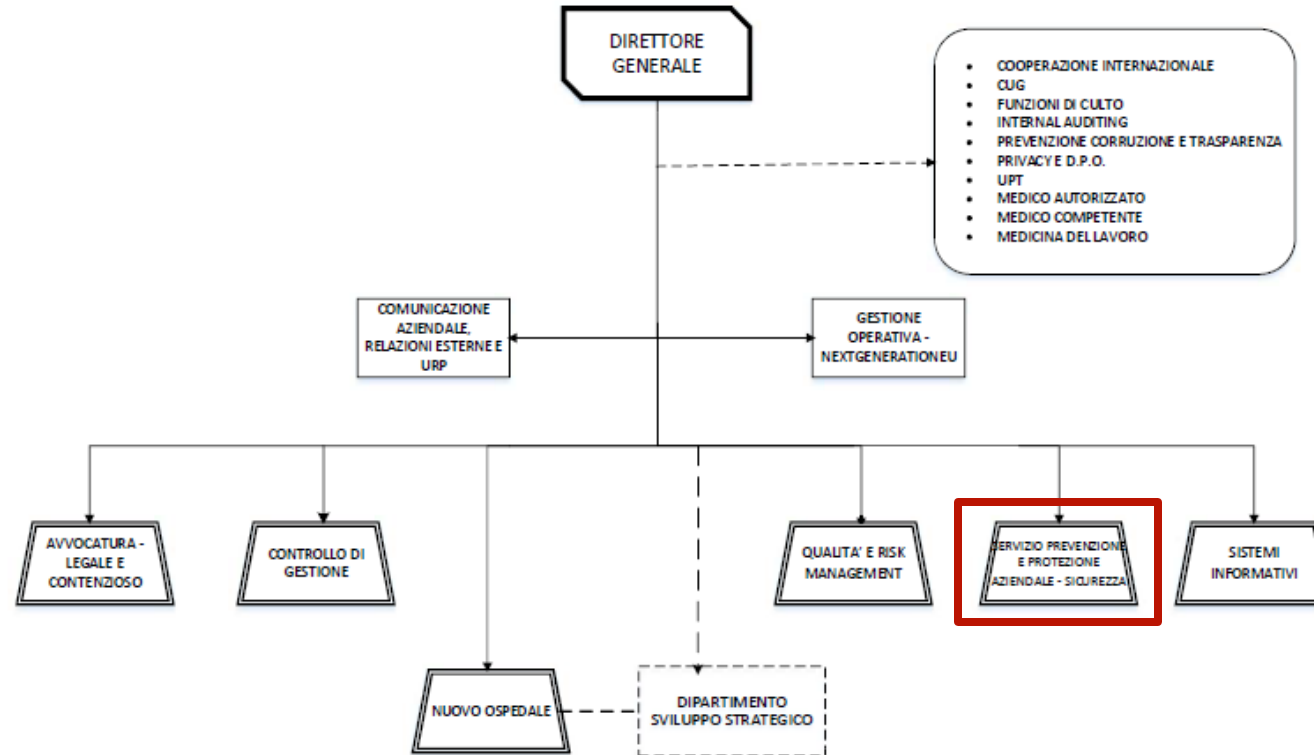 DIRETTORE
GENERALE
• COOPERAZIONE INTERNAZIONALE
• CUG
• FUNZIONI DI CULTO
• INTERNAL AUDITING
• PREVENZIONE CORRUZIONE E TRASPARENZA
• PRIVACY E D.P.O.
• UPT
• MEDICO AUTORIZZATO
• MEDICO COMPETENTE
• MEDICINA DEL LAVORO
COMUNICAZIONE
AZIENDALE,
RELAZIONI ESTERNE E
URP
GESTIONE
OPERATIVA -
NEXTGENERATIONEU
AVVOCATURA -
LEGALE E
CONTENZIOSO
CONTROLLO DI
GESTIONE
QUALITA' E RISK
MANAGEMENT
SERVIZIO PREVENZIONE
E PROTEZIONE
AZIENDALE - SICUREZZA
SISTEMI
INFORMATIVI
NUOVO OSPEDALE
DIPARTIMENTO
SVILUPPO STRATEGICO